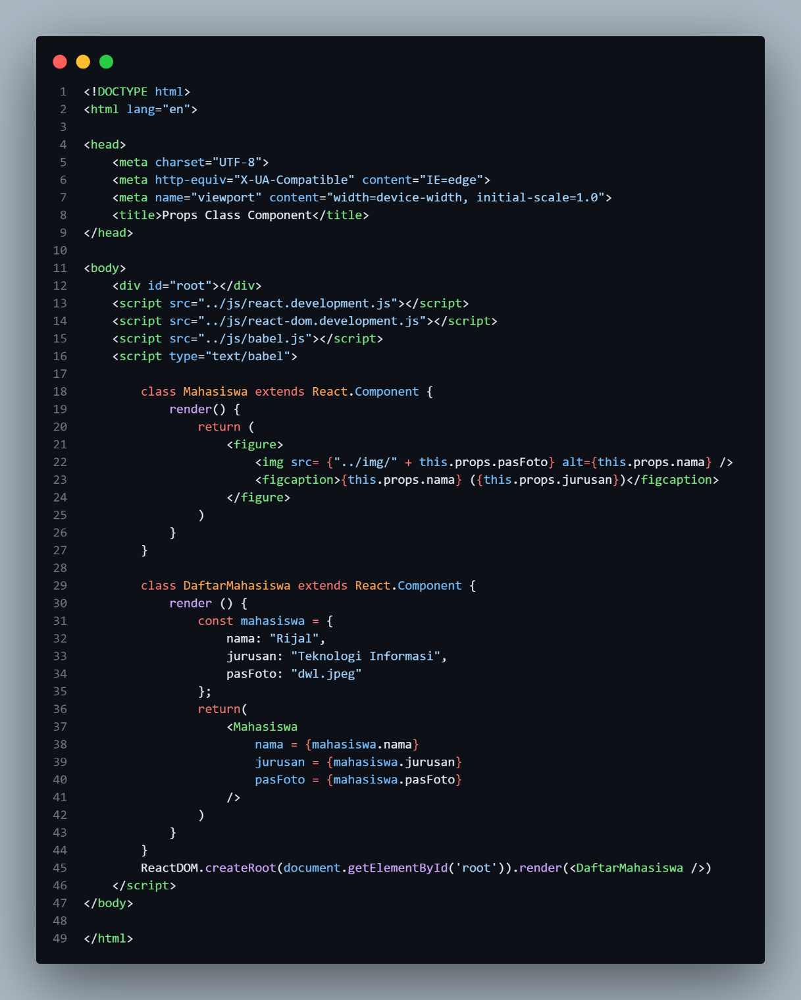 1 <!DOCTYPE html>
2 <html lang="en">
3
4 <head>
5     <meta charset="UTF-8">
6     <meta http-equiv="X-UA-Compatible" content="IE=edge">
7     <meta name="viewport" content="width=device-width, initial-scale=1.0">
8     <title>Props Class Component</title>
9 </head>
10
11 <body>
12     <div id="root"></div>
13     <script src="../js/react.development.js"></script>
14     <script src="../js/react-dom.development.js"></script>
15     <script src="../js/babel.js"></script>
16     <script type="text/babel">
17
18         class Mahasiswa extends React.Component {
19             render() {
20                 return (
21                     <figure>
22                         <img src= {"../img/" + this.props.pasFoto} alt={this.props.nama} />
23                         <figcaption>{this.props.nama} ({this.props.jurusan})</figcaption>
24                     </figure>
25                 )
26             }
27         }
28
29         class DaftarMahasiswa extends React.Component {
30             render () {
31                 const mahasiswa = {
32                     nama: "Rijal",
33                     jurusan: "Teknologi Informasi",
34                     pasFoto: "dwl.jpeg"
35                 };
36                 return(
37                     <Mahasiswa
38                         nama = {mahasiswa.nama}
39                         jurusan = {mahasiswa.jurusan}
40                         pasFoto = {mahasiswa.pasFoto}
41                     />
42                 )
43             }
44         }
45         ReactDOM.createRoot(document.getElementById('root')).render(<DaftarMahasiswa />)
46     </script>
47 </body>
48
49 </html>